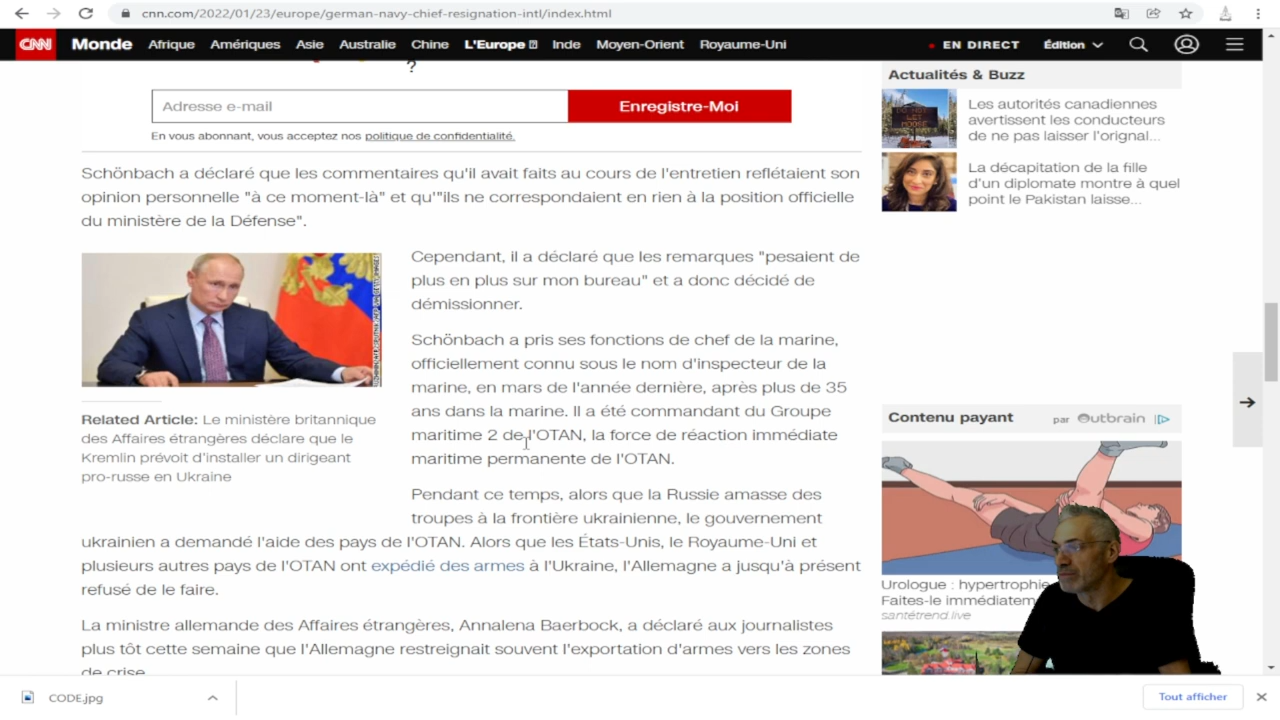 cnn.com/2022/01/23/europe/german-navy-chief-resignation-intl/index.html
CNN Monde Afrique Amériques Asie Australie Chine L'Europe Inde Moyen-Orient Royaume-Uni EN DIRECT Édition
?
Adresse e-mail
Enregistre-Moi
En vous abonnant, vous acceptez nos politique de confidentialité.
Schönbach a déclaré que les commentaires qu'il avait faits au cours de l'entretien reflétaient son
opinion personnelle "à ce moment-là" et qu'"ils ne correspondaient en rien à la position officielle
du ministère de la Défense".
Cependant, il a déclaré que les remarques "pesaient de
plus en plus sur mon bureau" et a donc décidé de
démissionner.
Schönbach a pris ses fonctions de chef de la marine,
officiellement connu sous le nom d'inspecteur de la
marine, en mars de l'année dernière, après plus de 35
ans dans la marine. Il a été commandant du Groupe
maritime 2 de l'OTAN, la force de réaction immédiate
maritime permanente de l'OTAN.
Related Article: Le ministère britannique
des Affaires étrangères déclare que le
Kremlin prévoit d'installer un dirigeant
pro-russe en Ukraine
Pendant ce temps, alors que la Russie amasse des
troupes à la frontière ukrainienne, le gouvernement
ukrainien a demandé l'aide des pays de l'OTAN. Alors que les États-Unis, le Royaume-Uni et
plusieurs autres pays de l'OTAN ont expédié des armes à l'Ukraine, l'Allemagne a jusqu'à présent
refusé de le faire.
La ministre allemande des Affaires étrangères, Annalena Baerbock, a déclaré aux journalistes
plus tôt cette semaine que l'Allemagne restreignait souvent l'exportation d'armes vers les zones
de crise
Actualités & Buzz
Les autorités canadiennes
avertissent les conducteurs
de ne pas laisser l'orignal...
La décapitation de la fille
d'un diplomate montre à quel
point le Pakistan laisse...
Contenu payant
par Outbrain
Urologue : hypertrophie
Faites-le immédiatem
santétrend.live
CODE.jpg
Tout afficher